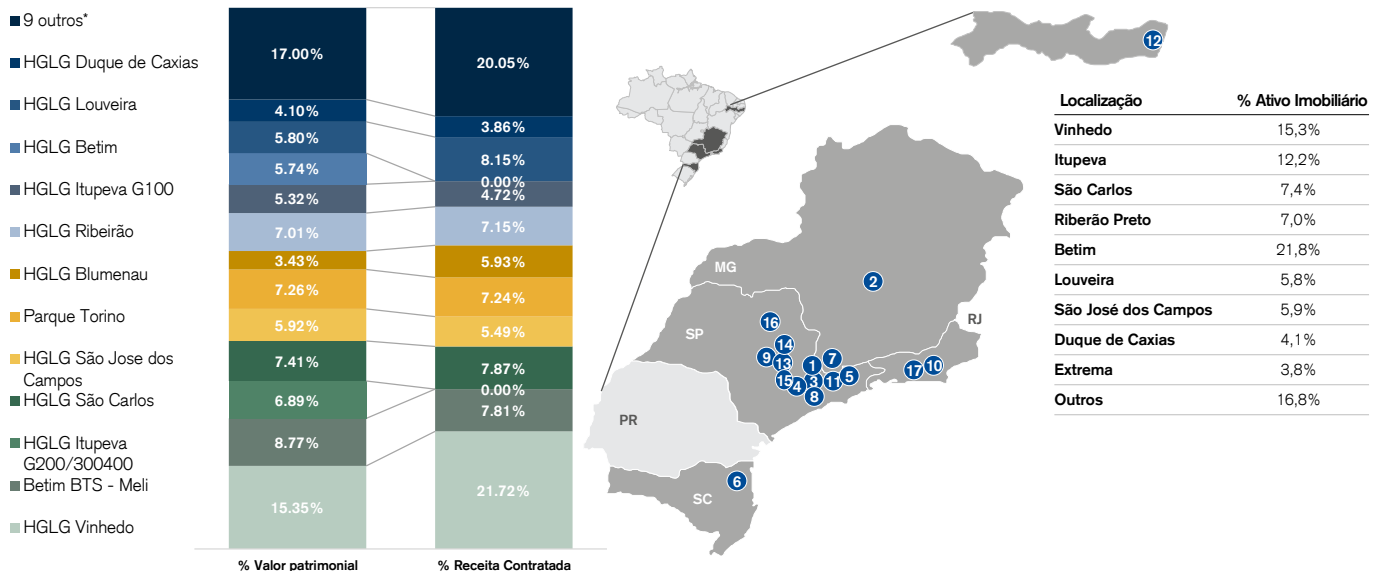 9 outros*
HGLG Duque de Caxias
HGLG Louveira
HGLG Betim
HGLG Itupeva G100
HGLG Ribeirão
HGLG Blumenau
Parque Torino
HGLG São Jose dos
Campos
HGLG São Carlos
HGLG Itupeva
G200/300400
Betim BTS - Meli
HGLG Vinhedo
17.00%
4.10%
5.80%
5.74%
5.32%
7.01%
3.43%
7.26%
5.92%
7.41%
6.89%
8.77%
15.35%
% Valor patrimonial
20.05%
3.86%
8.15%
0.00%
4.72%
7.15%
5.93%
7.24%
5.49%
7.87%
0.00%
7.81%
21.72%
% Receita Contratada
12
MG
2
SP
RJ
16
14
9
13
1
7
15
4
3
11
5
8
17
10
PR
SC
6
Localização % Ativo Imobiliário
Vinhedo 15,3%
Itupeva 12,2%
São Carlos 7,4%
Riberão Preto 7,0%
Betim 21,8%
Louveira 5,8%
São José dos Campos 5,9%
Duque de Caxias 4,1%
Extrema 3,8%
Outros 16,8%